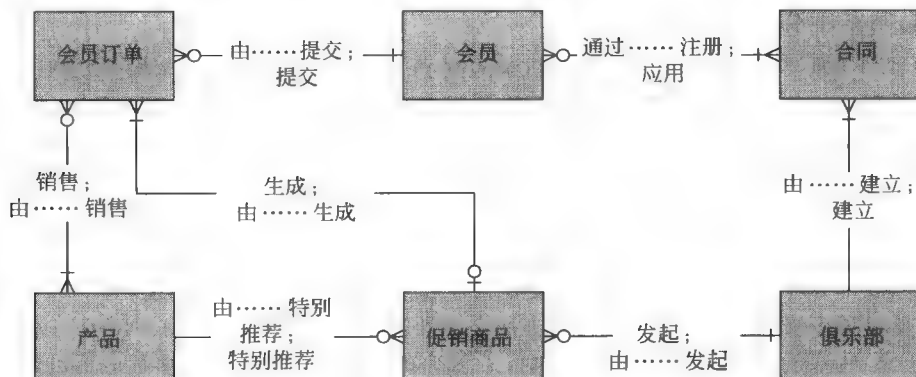 会员订单
由……提交；
提交
会员
通过……注册；
应用
合同
销售；
由……销售
生成；
由……生成
由……建立；
建立
产品
由……特别
推荐；
特别推荐
促销商品
发起；
由……发起
俱乐部